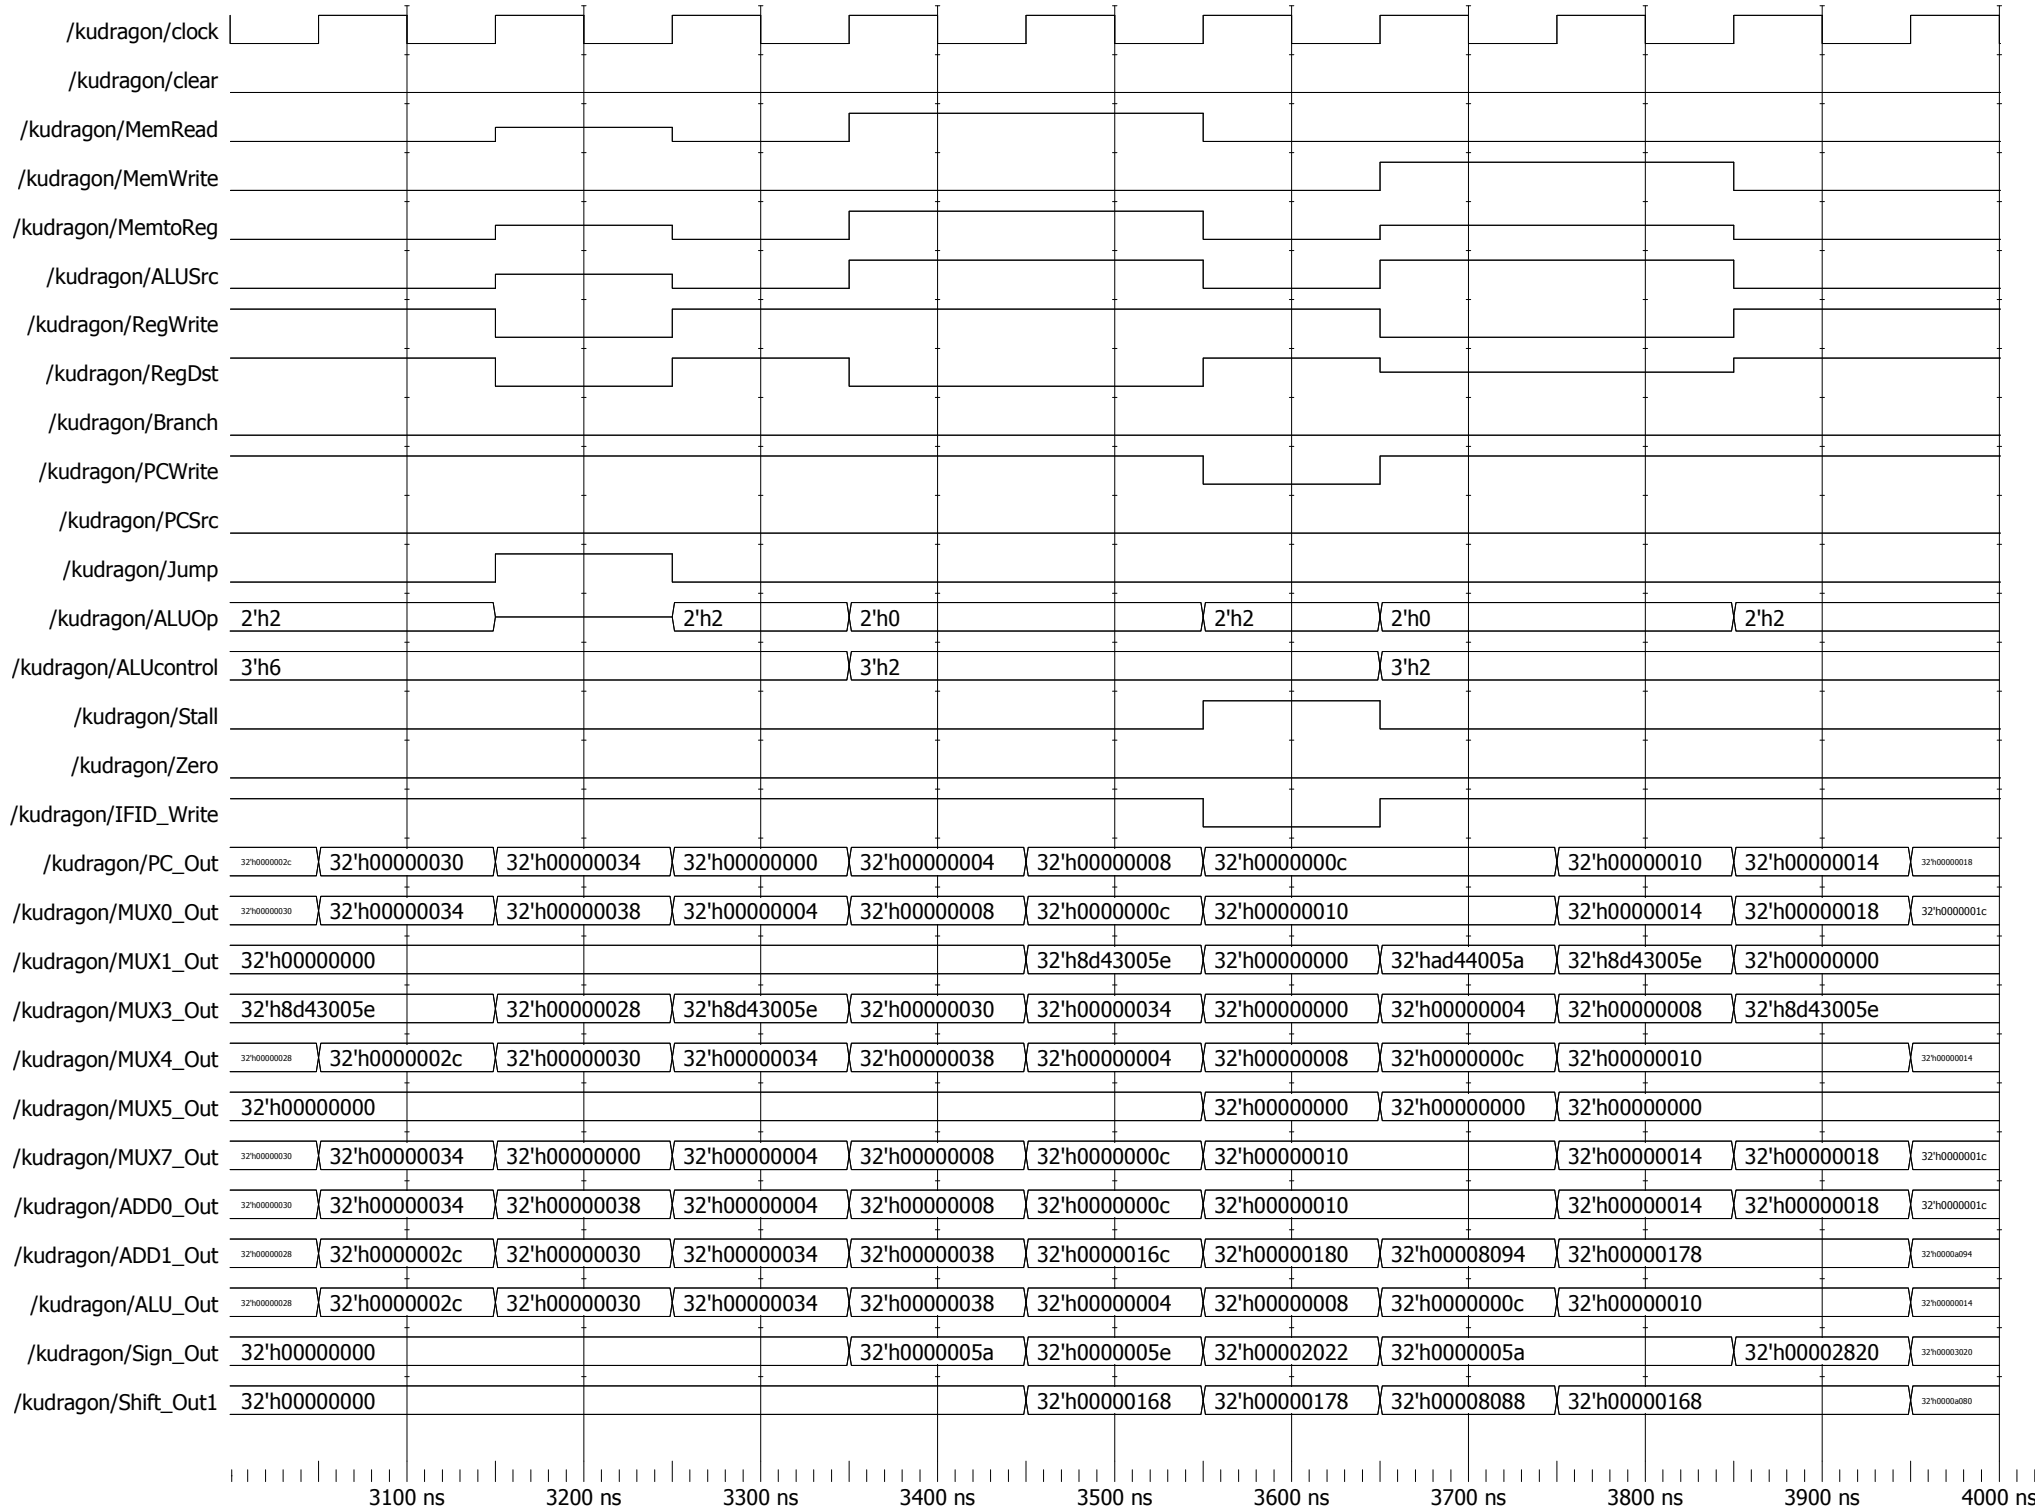 /kudragon/clock
/kudragon/clear
/kudragon/MemRead
/kudragon/MemWrite
/kudragon/MemtoReg
/kudragon/ALUSrc
/kudragon/RegWrite
/kudragon/RegDst
/kudragon/Branch
/kudragon/PCWrite
/kudragon/PCSrc
/kudragon/Jump
/kudragon/ALUOp 2'h2 2'h2 2'h0 2'h2 2'h0 2'h2
/kudragon/ALUcontrol 3'h6 3'h2 3'h2
/kudragon/Stall
/kudragon/Zero
/kudragon/IFID_Write
/kudragon/PC_Out 32'h0000002c 32'h00000030 32'h00000034 32'h00000000 32'h00000004 32'h00000008 32'h0000000c 32'h00000010 32'h00000014 32'h00000018
/kudragon/MUX0_Out 32'h00000030 32'h00000034 32'h00000038 32'h00000004 32'h00000008 32'h0000000c 32'h00000010 32'h00000014 32'h00000018 32'h0000001c
/kudragon/MUX1_Out 32'h00000000 32'h8d43005e 32'h00000000 32'had44005a 32'h8d43005e 32'h00000000
/kudragon/MUX3_Out 32'h8d43005e 32'h00000028 32'h8d43005e 32'h00000030 32'h00000034 32'h00000000 32'h00000004 32'h00000008 32'h8d43005e
/kudragon/MUX4_Out 32'h00000028 32'h0000002c 32'h00000030 32'h00000034 32'h00000038 32'h00000004 32'h00000008 32'h0000000c 32'h00000010 32'h00000014
/kudragon/MUX5_Out 32'h00000000 32'h00000000 32'h00000000 32'h00000000
/kudragon/MUX7_Out 32'h00000030 32'h00000034 32'h00000000 32'h00000004 32'h00000008 32'h0000000c 32'h00000010 32'h00000014 32'h00000018 32'h0000001c
/kudragon/ADD0_Out 32'h00000030 32'h00000034 32'h00000038 32'h00000004 32'h00000008 32'h0000000c 32'h00000010 32'h00000014 32'h00000018 32'h0000001c
/kudragon/ADD1_Out 32'h00000028 32'h0000002c 32'h00000030 32'h00000034 32'h00000038 32'h0000016c 32'h00000180 32'h00008094 32'h00000178 32'h0000a094
/kudragon/ALU_Out 32'h00000028 32'h0000002c 32'h00000030 32'h00000034 32'h00000038 32'h00000004 32'h00000008 32'h0000000c 32'h00000010 32'h00000014
/kudragon/Sign_Out 32'h00000000 32'h0000005a 32'h0000005e 32'h00002022 32'h0000005a 32'h00002820 32'h00003020
/kudragon/Shift_Out1 32'h00000000 32'h00000168 32'h00000178 32'h00008088 32'h00000168 32'h0000a080
3100 ns 3200 ns 3300 ns 3400 ns 3500 ns 3600 ns 3700 ns 3800 ns 3900 ns 4000 ns